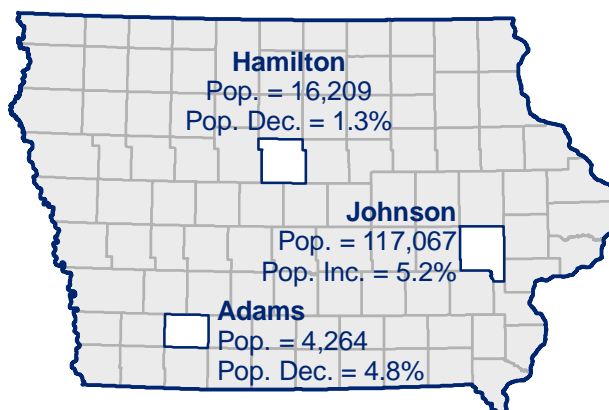 Hamilton
Pop. = 16,209
Pop. Dec. = 1.3%
Johnson
Pop. = 117,067
Pop. Inc. = 5.2%
Adams
Pop. = 4,264
Pop. Dec. = 4.8%